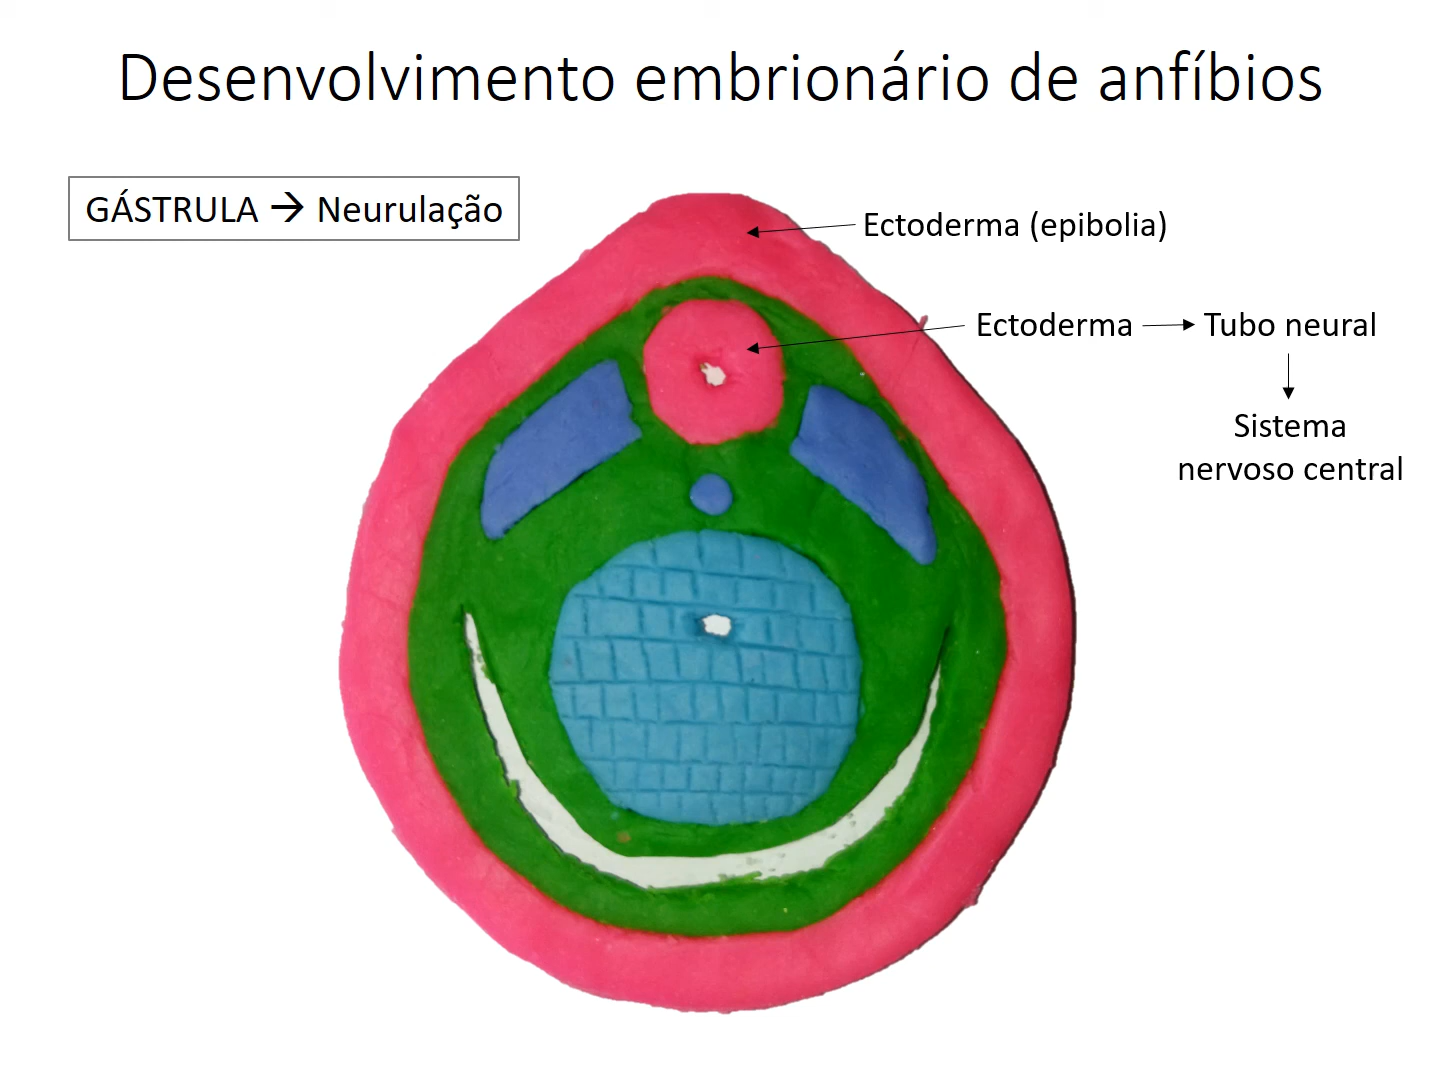 Desenvolvimento embrionário de anfíbios
GÁSTRULA → Neurulação
Ectoderma (epibolia)
Ectoderma
Tubo neural
Sistema
nervoso central